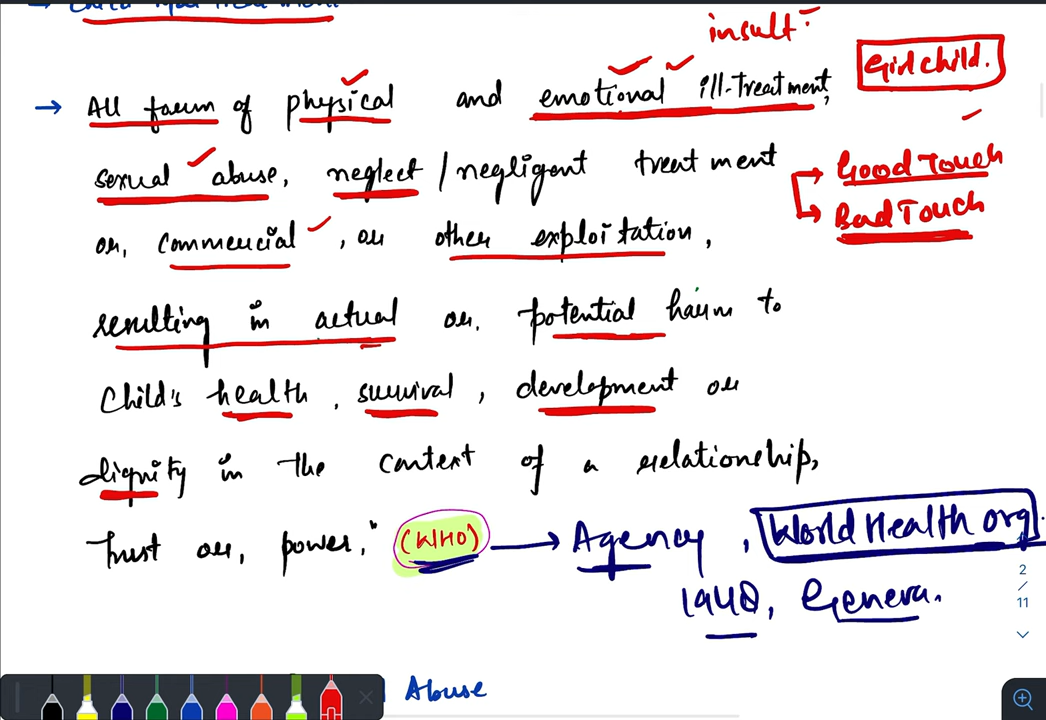 insult
Girl child.
→ All form of physical and emotional ill-treatment,
sexual abuse, neglect/negligent treatment
→ Good Touch
→ Bad Touch
or, commercial, or other exploitation,
resulting in actual or potential harm to
Child's health, survival, development or
dignity in the context of a relationship,
Trust or, power," (WHO) → Agency, World Health org.
1948, Geneva.
2
/
11
Abuse